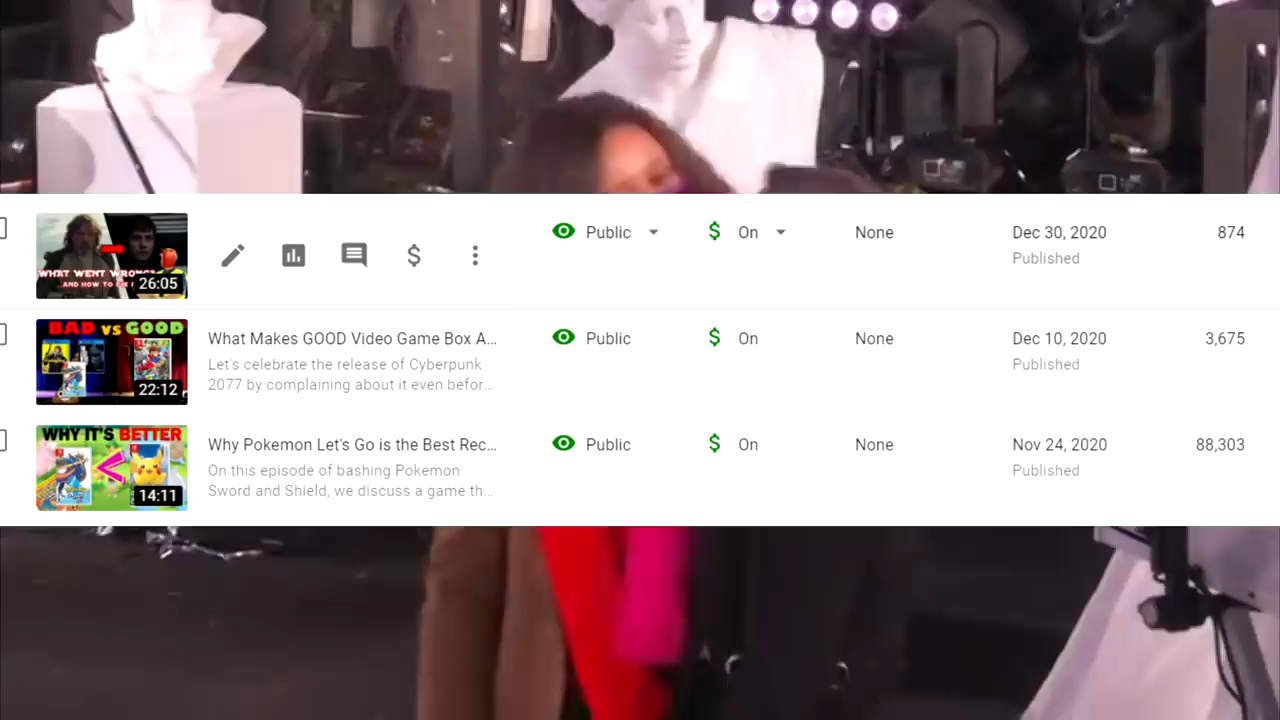 WHAT WENT WRONG?
AND HOW TO FIX I
26:05
Public
On
None
Dec 30, 2020
874
Published
BAD VS GOOD
22:12
What Makes GOOD Video Game Box A...
Public
On
None
Dec 10, 2020
3,675
Let's celebrate the release of Cyberpunk
Published
2077 by complaining about it even befor...
WHY IT'S BETTER
14:11
Why Pokemon Let's Go is the Best Rec...
Public
On
None
Nov 24, 2020
88,303
On this episode of bashing Pokemon
Published
Sword and Shield, we discuss a game th...